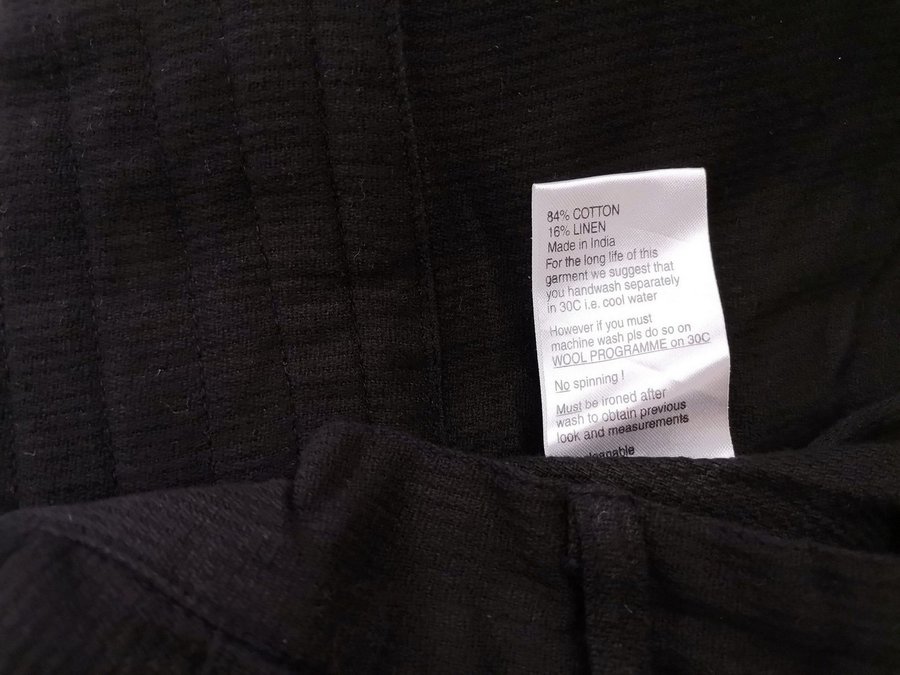 84% COTTON
16% LINEN
Made in India
For the long life of this
garment we suggest that
you handwash separately
in 30C i.e. cool water
However if you must
machine wash pls do so on
WOOL PROGRAMME on 30C
No spinning !
Must be ironed after
wash to obtain previous
look and measurements